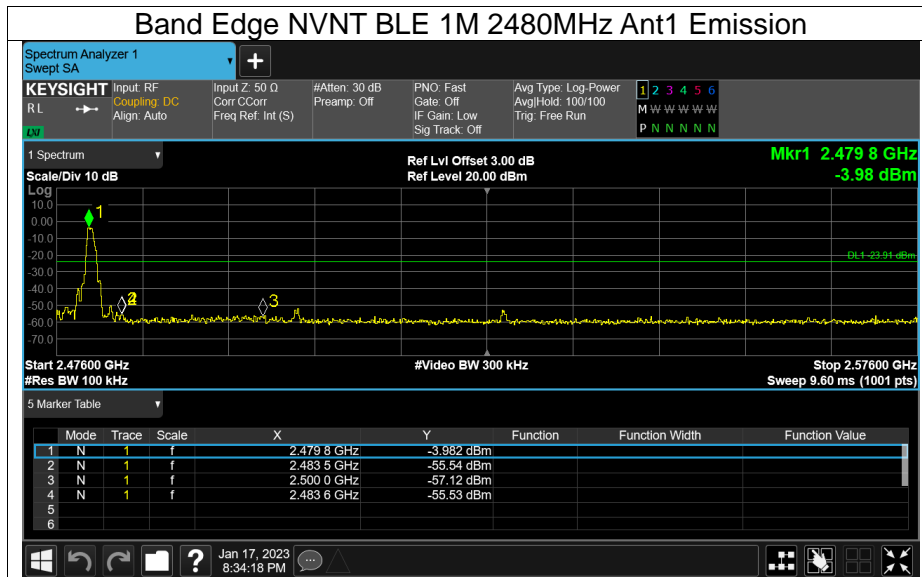 Band Edge NVNT BLE 1M 2480MHz Ant1 Emission
Spectrum Analyzer 1
Swept SA
+
KEYSIGHT Input: RF Input Z: 50 Ω #Atten: 30 dB PNO: Fast Avg Type: Log-Power 1 2 3 4 5 6
R L Coupling: DC Corr CCorr Preamp: Off Gate: Off Avg|Hold: 100/100 M W W W W W
Align: Auto Freq Ref: Int (S) IF Gain: Low Trig: Free Run
LXI Sig Track: Off P N N N N N
1 Spectrum Ref Lvl Offset 3.00 dB Mkr1 2.479 8 GHz
Scale/Div 10 dB Ref Level 20.00 dBm -3.98 dBm
Log
10.0
1
0.00
-10.0
-20.0 DL1 -23.91 dBm
-30.0
-40.0
-50.0 3
-60.0
-70.0
Start 2.47600 GHz #Video BW 300 kHz Stop 2.57600 GHz
#Res BW 100 kHz Sweep 9.60 ms (1001 pts)
5 Marker Table
Mode Trace Scale X Y Function Function Width Function Value
1 N 1 f 2.479 8 GHz -3.982 dBm
2 N 1 f 2.483 5 GHz -55.54 dBm
3 N 1 f 2.500 0 GHz -57.12 dBm
4 N 1 f 2.483 6 GHz -55.53 dBm
5
6
? Jan 17, 2023
8:34:18 PM